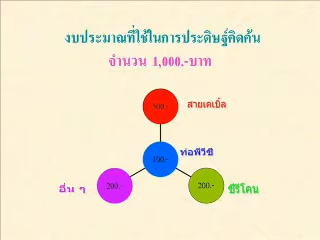 งบประมาณที่ใช้ในการประดิษฐ์คิดค้น
จำนวน 1,000.-บาท
สายเคเบิ้ล
ท่อพีวีซี
100.-
อื่น ๆ
200.-
200.-
ซิริโคน